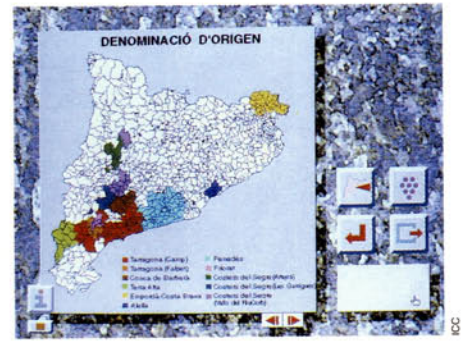 DENOMINACIÓ D'ORIGEN
Tarragona (Camp)
Tarragona (Falset)
Conca de Barberà
Terra Alta
Empordà-Costa Brava
Alella
Penedès
Priorat
Costers del Segre (Artesa)
Costers del Segre (Les Garrigues)
Costers del Segre
(Valls del Riu Corb)
i
ICC